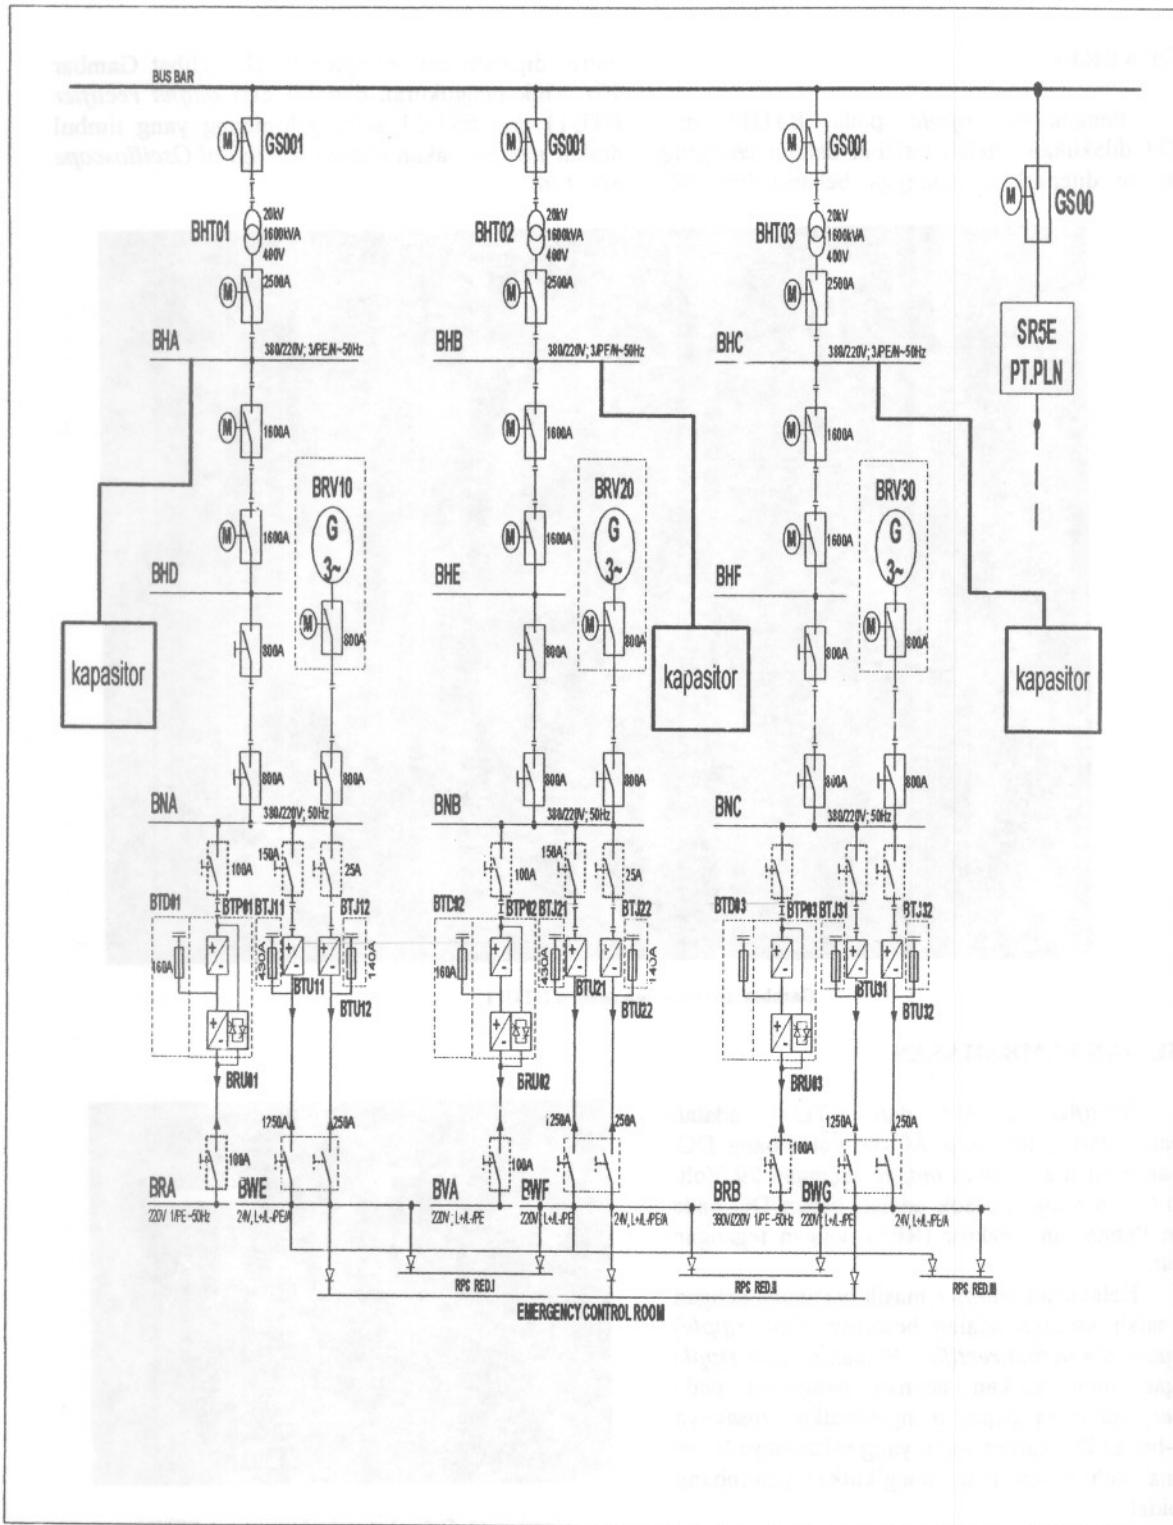 BUS BAR
M GS001 M GS001 M GS001
M GS00
BHT01 20kV 1600kVA 400V
BHT02 20kV 1600kVA 400V
BHT03 20kV 1600kVA 400V
M 2500A M 2500A M 2500A
SR5E
PT.PLN
BHA 380/220V; 3/PE/N~50Hz
BHB 380/220V; 3/PE/N~50Hz
BHC 380/220V; 3/PE/N~50Hz
M 1600A M 1600A M 1600A
BRV10 BRV20 BRV30
G G G
3~ 3~ 3~
M 1600A M 1600A M 1600A
BHD BHE BHF
M 800A M 800A M 800A
800A 800A 800A
kapasitor kapasitor kapasitor
800A 800A 800A 800A 800A 800A
BNA 380/220V; 50Hz
BNB 380/220V; 50Hz
BNC 380/220V; 50Hz
100A 150A 25A 100A 150A 25A
BTD01 BTP01 BTJ11 BTJ12
BTD02 BTP02 BTJ21 BTJ22
BTD03 BTP03 BTJ31 BTJ32
160A 430A 140A 160A 430A 140A
BTU11 BTU12 BTU21 BTU22 BTU31 BTU32
BRU01 BRU02 BRU03
1250A 250A 1250A 250A 1250A 250A
100A 100A 100A
BRA BWE BVA BWF BRB BWG
220V 1/PE ~50Hz 24V, L+/L-/PE/A 220V; L+/L-/PE 220V; L+/L-/PE 24V, L+/L-/PE/A 380V/220V 1/PE ~50Hz 220V; L+/L-/PE 24V, L+/L-/PE/A
RPS RED.I RPS RED.II RPS RED.III
EMERGENCY CONTROL ROOM